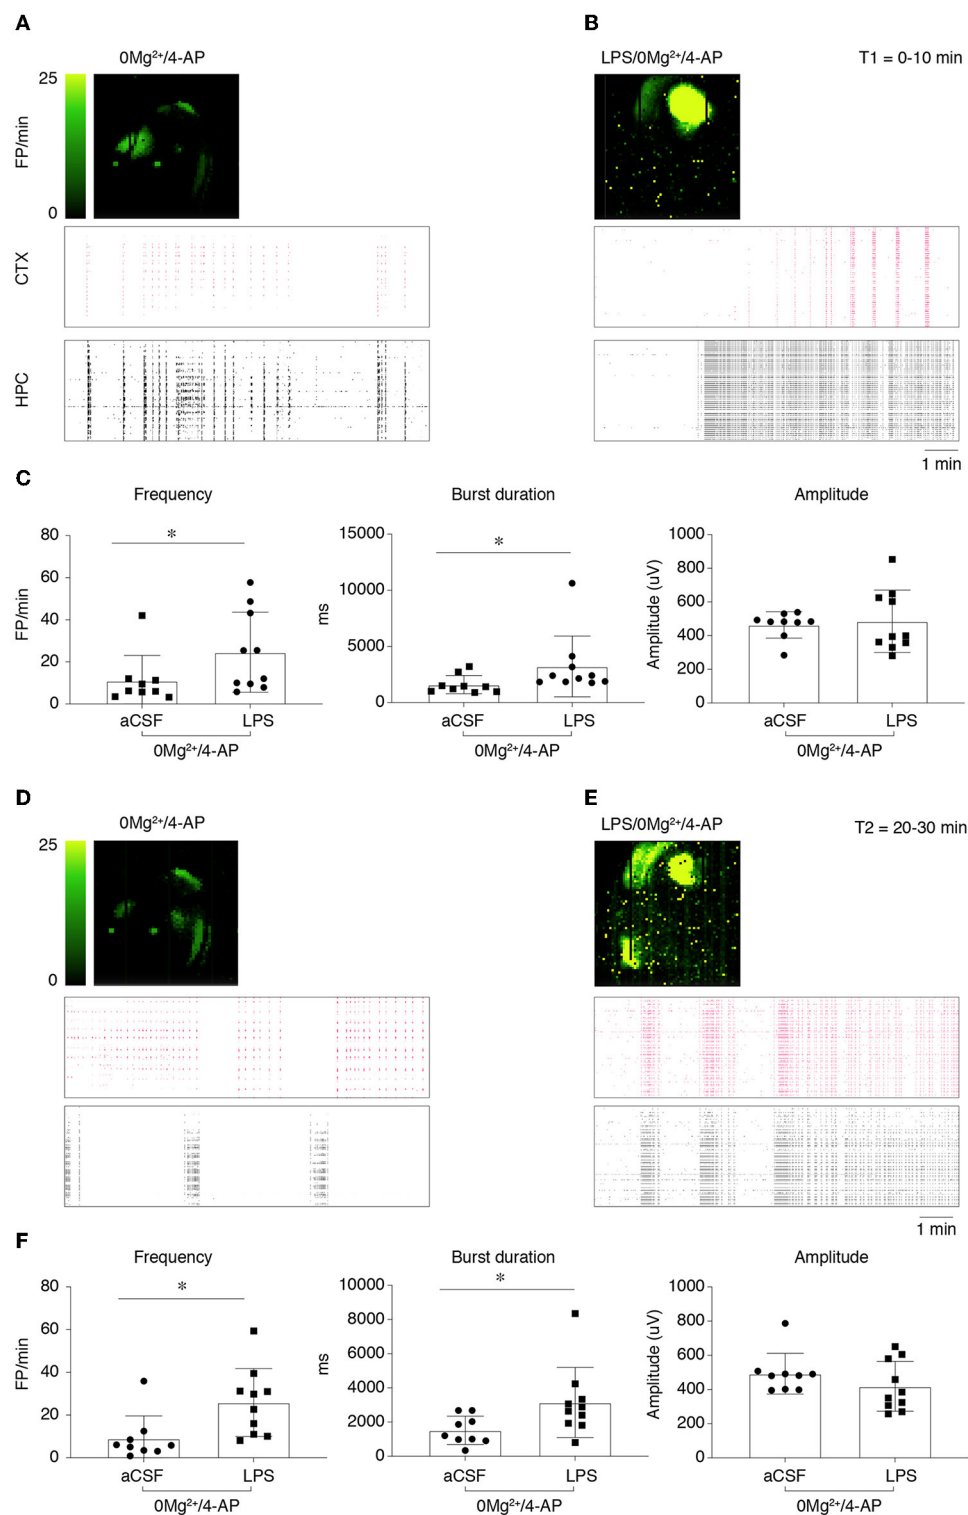 A
B
0Mg²⁺/4-AP
LPS/0Mg²⁺/4-AP
T1 = 0-10 min
25
FP/min
0
CTX
HPC
1 min
C
Frequency
Burst duration
Amplitude
80
60
40
20
0
FP/min
*
aCSF
LPS
0Mg²⁺/4-AP
15000
10000
5000
0
ms
*
aCSF
LPS
0Mg²⁺/4-AP
1000
800
600
400
200
0
Amplitude (uV)
aCSF
LPS
0Mg²⁺/4-AP
D
E
0Mg²⁺/4-AP
LPS/0Mg²⁺/4-AP
T2 = 20-30 min
25
0
1 min
F
Frequency
Burst duration
Amplitude
80
60
40
20
0
FP/min
*
aCSF
LPS
0Mg²⁺/4-AP
10000
8000
6000
4000
2000
0
ms
*
aCSF
LPS
0Mg²⁺/4-AP
1000
800
600
400
200
0
Amplitude (uV)
aCSF
LPS
0Mg²⁺/4-AP